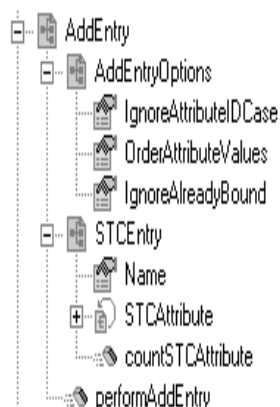 AddEntry
AddEntryOptions
IgnoreAttributeIDCase
OrderAttributeValues
IgnoreAlreadyBound
STCEntry
Name
STCAttribute
countSTCAttribute
performAddEntry